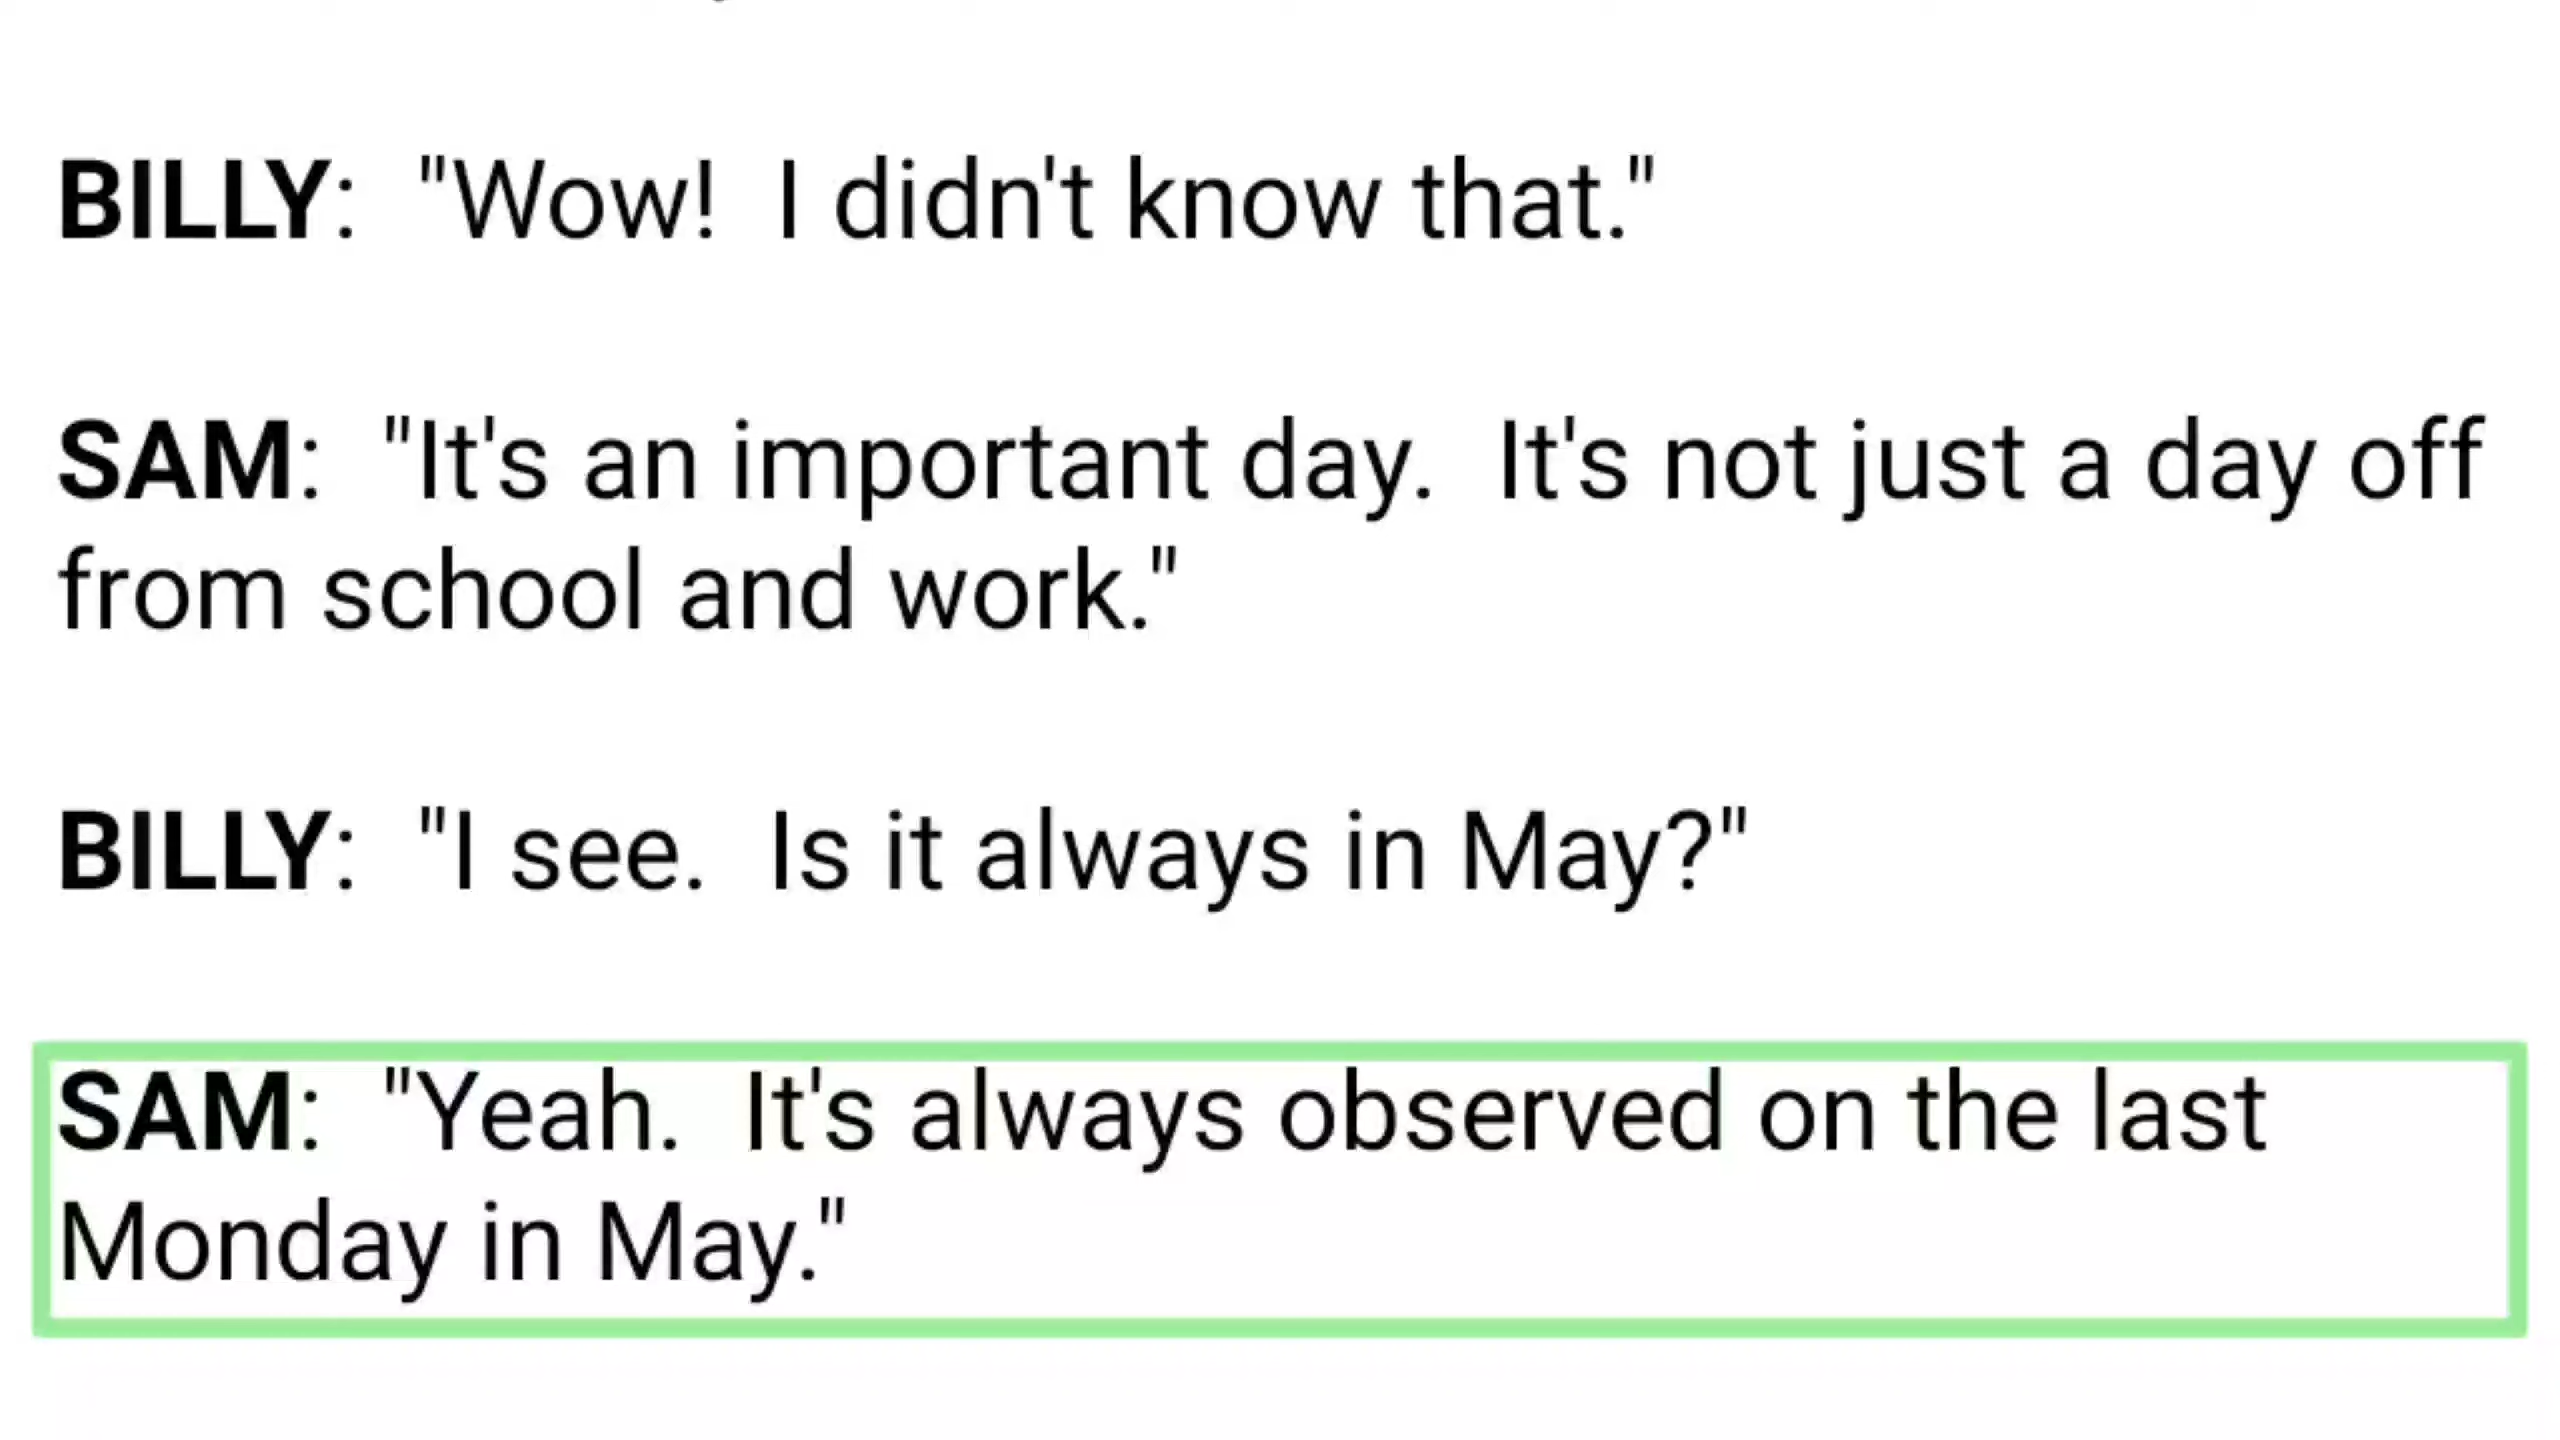 BILLY:  "Wow!  I didn't know that."
SAM:  "It's an important day.  It's not just a day off
from school and work."
BILLY:  "I see.  Is it always in May?"
SAM:  "Yeah.  It's always observed on the last
Monday in May."